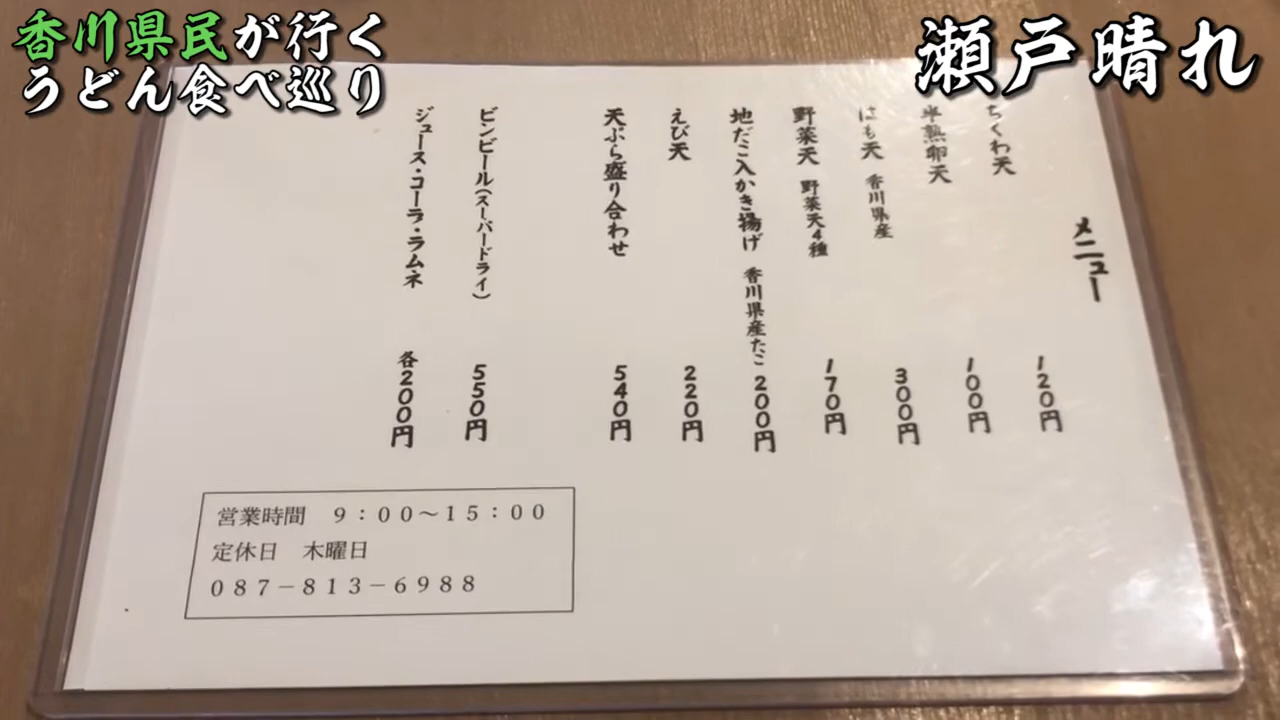 香川県民が行く
うどん食べ巡り
瀬戸晴れ
メニュー
ちくわ天 120円
半熟卵天 100円
はも天 香川県産 300円
野菜天 野菜天4種 170円
地だこ入かき揚げ 香川県産たこ 200円
えび天 220円
天ぷら盛り合わせ 540円
ビンビール(スーパードライ) 550円
ジュース・コーラ・ラムネ 各200円
営業時間 9:00~15:00
定休日 木曜日
087-813-6988